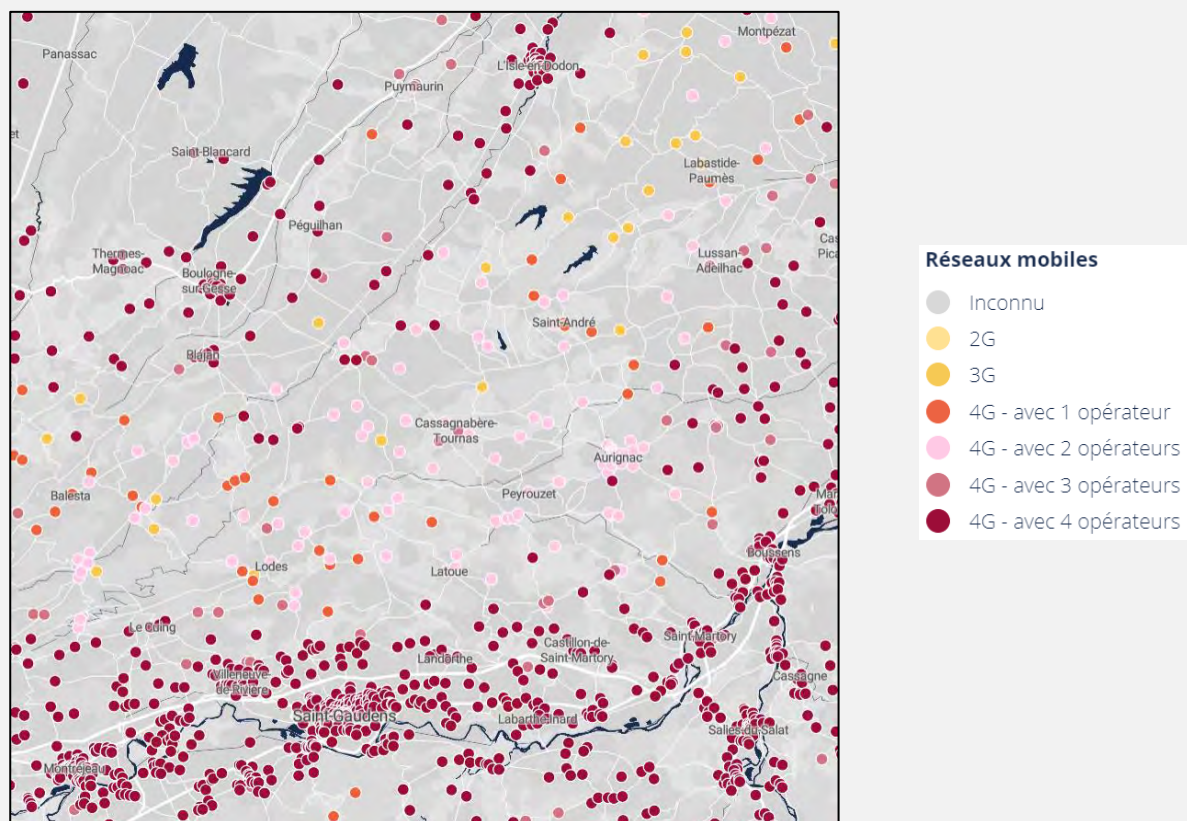 Montpézat
Panassac
L'Isle-en-Dodon
Puymaurin
Saint-Blancard
Labastide-
Paumès
Péguilhan
Thermes-
Magnoac
Lussan-
Adeilhac
Boulogne-
sur-Gesse
Saint-André
Blajan
Cassagnabère-
Tournas
Aurignac
Balesta
Peyrouzet
Boussens
Lodes
Latoue
Le Cuing
Saint-Martory
Castillon-de-
Saint-Martory
Landorthe
Villeneuve-
de-Rivière
Cassagne
Saint-Gaudens
Labarthe-Inard
Salies-du-Salat
Montréjeau
Réseaux mobiles
Inconnu
2G
3G
4G - avec 1 opérateur
4G - avec 2 opérateurs
4G - avec 3 opérateurs
4G - avec 4 opérateurs